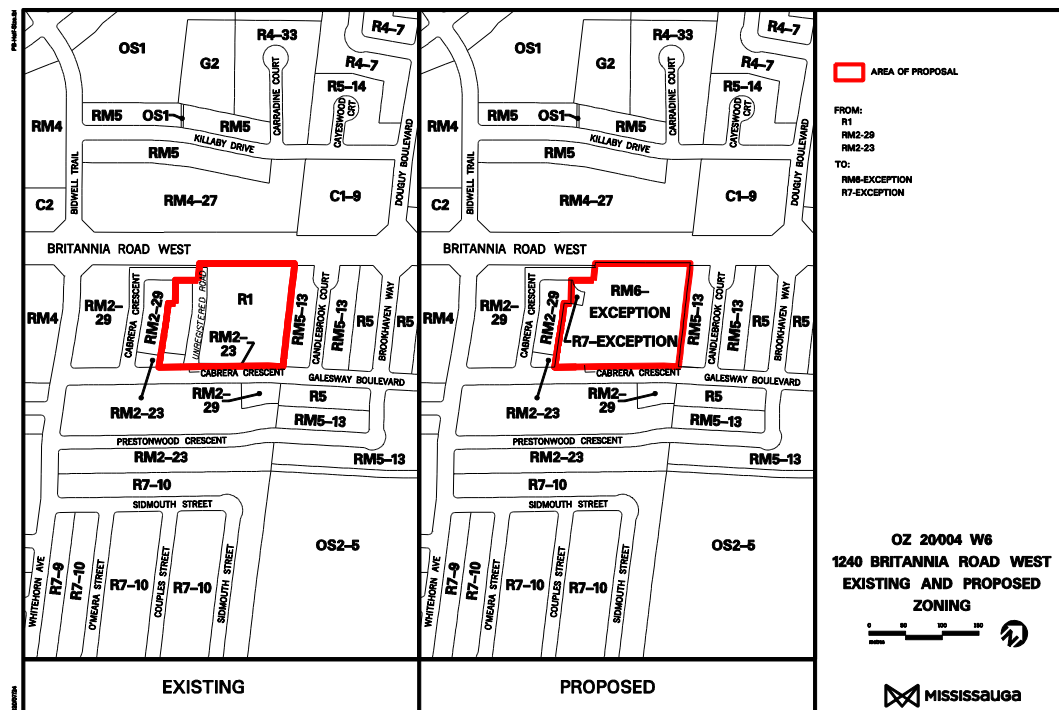 OS1
G2
R4-33
R4-7
R4-7
R5-14
RM5
OS1
RM5
RM4
RM5
KILLABY DRIVE
CARRADINE COURT
CAYESWOOD CRT
DOUGUY BOULEVARD
BIDWELL TRAIL
C2
RM4-27
C1-9
BRITANNIA ROAD WEST
RM4
RM2-
29
CABRERA CRESCENT
RM2-29
UNREGISTERED ROAD
R1
RM2-
23
RM5-13
CANDLEBROOK COURT
RM5-13
R5
BROOKHAVEN WAY
R5
CABRERA CRESCENT
GALESWAY BOULEVARD
RM2-23
RM2-
29
R5
RM5-13
PRESTONWOOD CRESCENT
RM2-23
RM5-13
R7-10
SIDMOUTH STREET
WHITEHORN AVE
R7-9
R7-10
O'MEARA STREET
R7-10
COUPLES STREET
R7-10
SIDMOUTH STREET
OS2-5
EXISTING
OS1
G2
R4-33
R4-7
R4-7
R5-14
RM5
OS1
RM5
RM4
RM5
KILLABY DRIVE
CARRADINE COURT
CAYESWOOD CRT
DOUGUY BOULEVARD
BIDWELL TRAIL
C2
RM4-27
C1-9
BRITANNIA ROAD WEST
RM4
RM2-
29
CABRERA CRESCENT
RM2-29
RM6-
EXCEPTION
R7-EXCEPTION
RM5-13
CANDLEBROOK COURT
RM5-13
R5
BROOKHAVEN WAY
R5
CABRERA CRESCENT
GALESWAY BOULEVARD
RM2-23
RM2-
29
R5
RM5-13
PRESTONWOOD CRESCENT
RM2-23
RM5-13
R7-10
SIDMOUTH STREET
WHITEHORN AVE
R7-9
R7-10
O'MEARA STREET
R7-10
COUPLES STREET
R7-10
SIDMOUTH STREET
OS2-5
PROPOSED
AREA OF PROPOSAL
FROM:
R1
RM2-29
RM2-23
TO:
RM6-EXCEPTION
R7-EXCEPTION
OZ 20/004 W6
1240 BRITANNIA ROAD WEST
EXISTING AND PROPOSED
ZONING
0 50 100 150
MISSISSAUGA